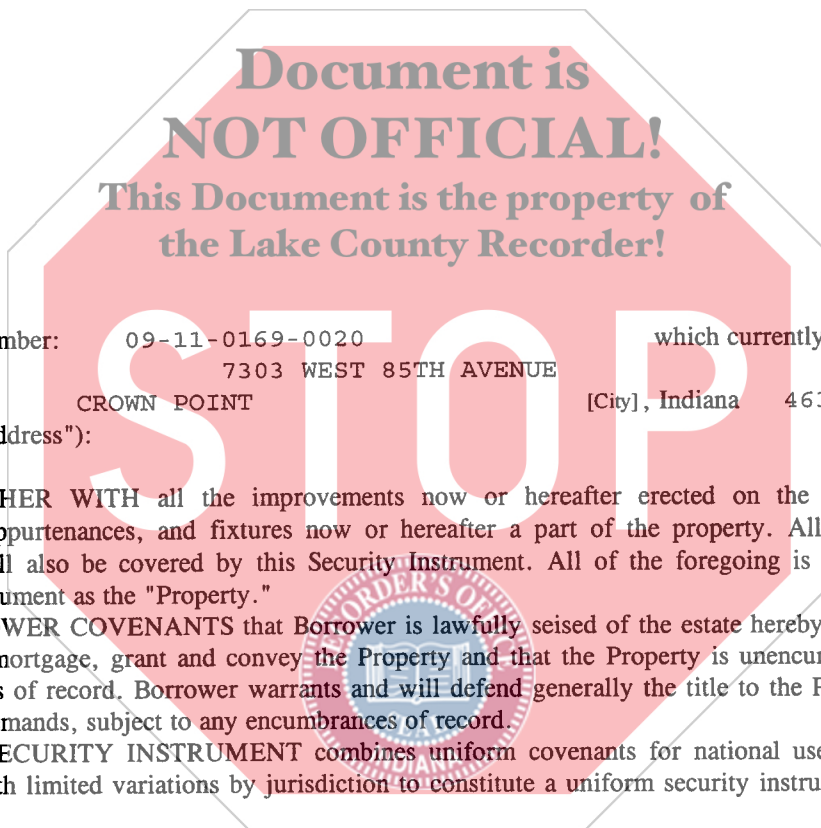 Document is
NOT OFFICIAL!
This Document is the property of
the Lake County Recorder!
STOP
mber: 09-11-0169-0020 which currently
7303 WEST 85TH AVENUE
CROWN POINT [City], Indiana 463
ddress"):
HER WITH all the improvements now or hereafter erected on the
ppurtenances, and fixtures now or hereafter a part of the property. All
ll also be covered by this Security Instrument. All of the foregoing is
ument as the "Property."
WER COVENANTS that Borrower is lawfully seised of the estate hereby
mortgage, grant and convey the Property and that the Property is unencum
s of record. Borrower warrants and will defend generally the title to the P
mands, subject to any encumbrances of record.
ECURITY INSTRUMENT combines uniform covenants for national use
th limited variations by jurisdiction to constitute a uniform security instru
SEAL
INDIANA